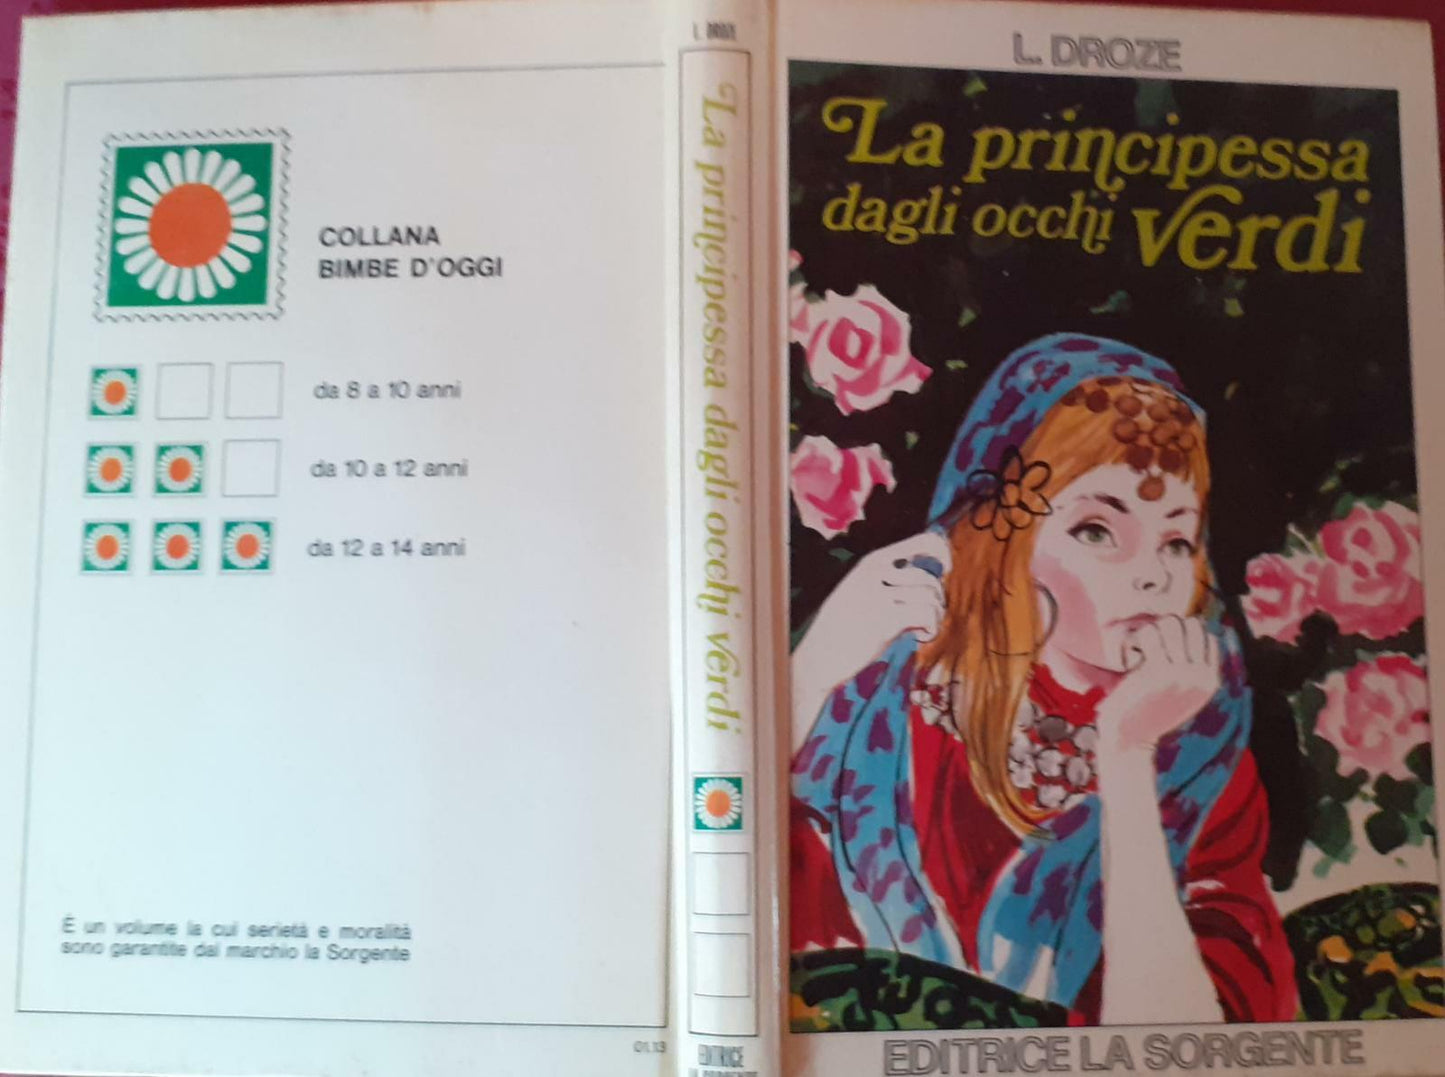 COLLANA
BIMBE D'OGGI
da 8 a 10 anni
da 10 a 12 anni
da 12 a 14 anni
È un volume la cui serietà e moralità
sono garantite dal marchio la Sorgente
01.13
L. DROZE
La principessa dagli occhi verdi
EDITRICE
LA SORGENTE
L. DROZE
La principessa
dagli occhi verdi
EDITRICE LA SORGENTE